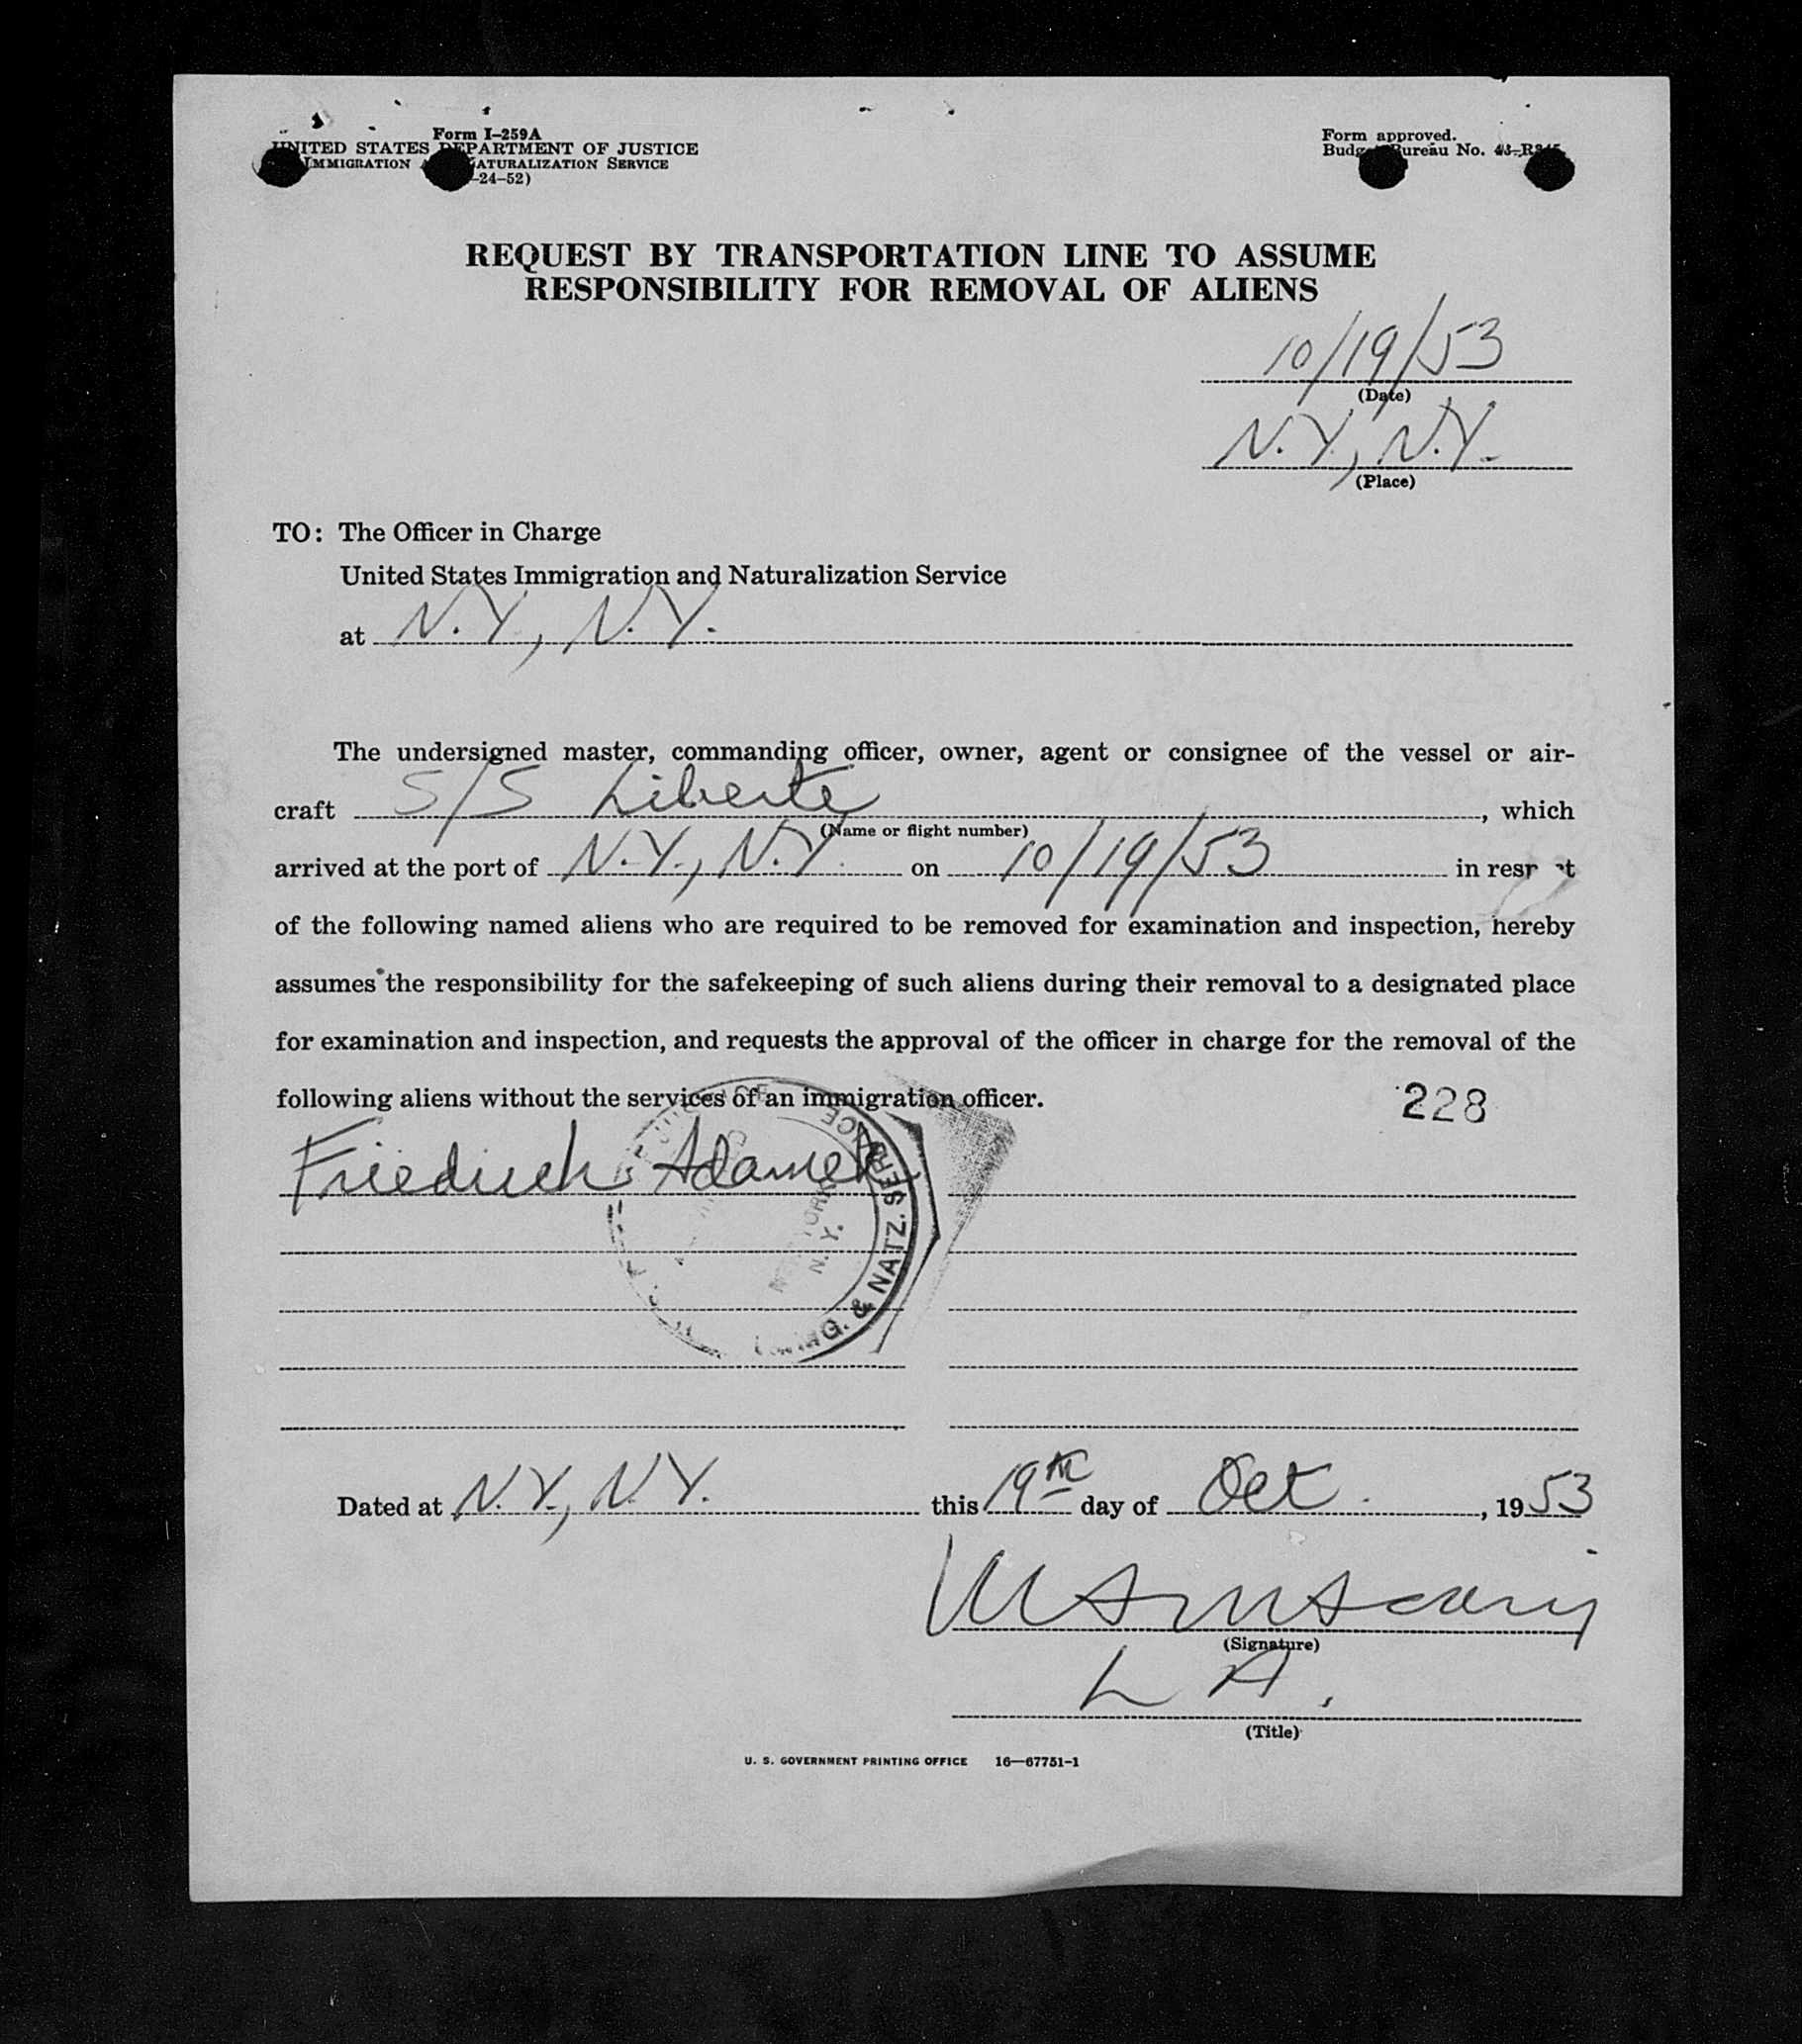 Form I-259A
UNITED STATES DEPARTMENT OF JUSTICE
IMMIGRATION NATURALIZATION SERVICE
-24-52)
Form approved.
Budget Bureau No.
REQUEST BY TRANSPORTATION LINE TO ASSUME
RESPONSIBILITY FOR REMOVAL OF ALIENS
10/19/53
(Date)
N.Y., N.Y.
(Place)
TO: The Officer in Charge
United States Immigration and Naturalization Service
at N.Y., N.Y.
The undersigned master, commanding officer, owner, agent or consignee of the vessel or air-
craft S/S Liberte, which
(Name or flight number)
arrived at the port of N.Y., N.Y. on 10/19/53 in respect
of the following named aliens who are required to be removed for examination and inspection, hereby
assumes the responsibility for the safekeeping of such aliens during their removal to a designated place
for examination and inspection, and requests the approval of the officer in charge for the removal of the
following aliens without the services of an immigration officer.
228
Friedrich Adamek
& NATZ. SERVICE
N. Y.
Dated at N.Y., N.Y. this 19th day of Oct., 1953
(Signature)
L A.
(Title)
U. S. GOVERNMENT PRINTING OFFICE 16—67751-1